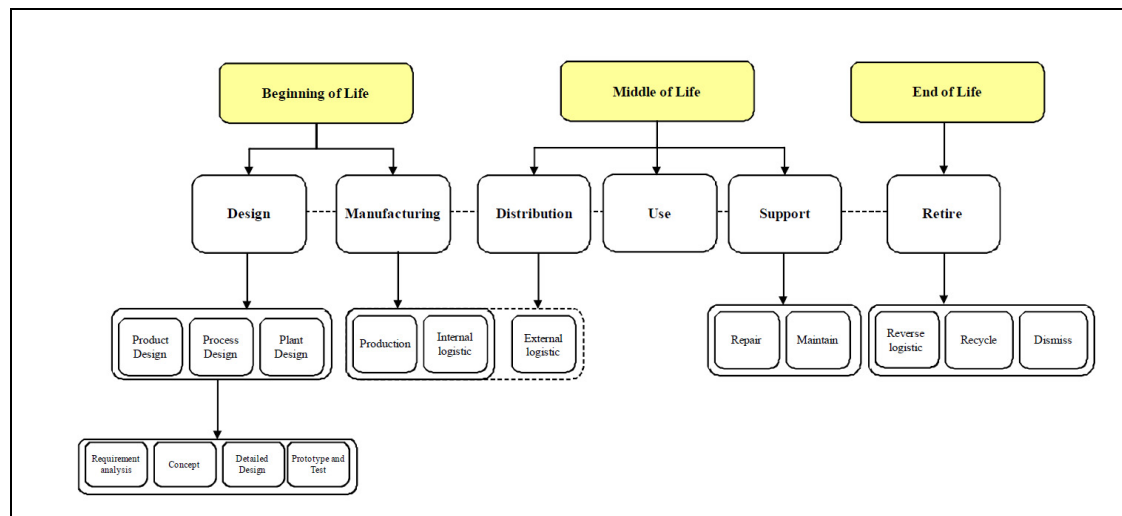 Beginning of Life
Middle of Life
End of Life
Design
Manufacturing
Distribution
Use
Support
Retire
Product
Design
Process
Design
Plant
Design
Production
Internal
logistic
External
logistic
Repair
Maintain
Reverse
logistic
Recycle
Dismiss
Requirement
analysis
Concept
Detailed
Design
Prototype and
Test